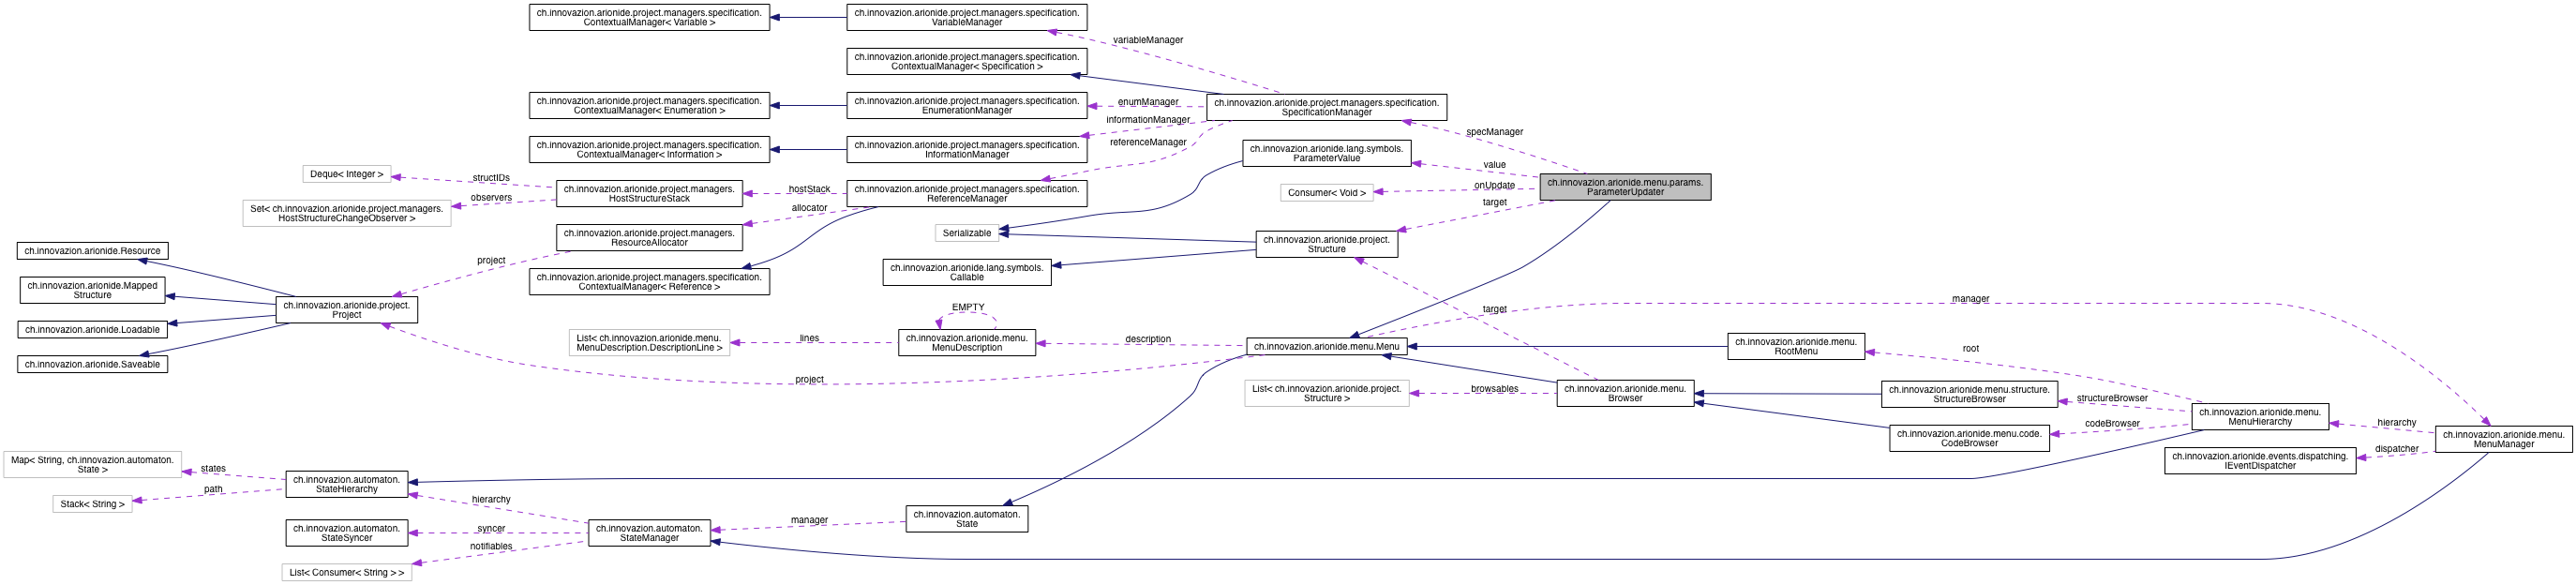 ch.innovazion.arionide.project.managers.specification.
ContextualManager< Variable >
ch.innovazion.arionide.project.managers.specification.
VariableManager
variableManager
ch.innovazion.arionide.project.managers.specification.
ContextualManager< Specification >
ch.innovazion.arionide.project.managers.specification.
ContextualManager< Enumeration >
ch.innovazion.arionide.project.managers.specification.
EnumerationManager
enumManager
ch.innovazion.arionide.project.managers.specification.
SpecificationManager
informationManager
specManager
ch.innovazion.arionide.project.managers.specification.
ContextualManager< Information >
ch.innovazion.arionide.project.managers.specification.
InformationManager
referenceManager
ch.innovazion.arionide.lang.symbols.
ParameterValue
value
Deque< Integer >
structIDs
ch.innovazion.arionide.project.managers.
HostStructureStack
hostStack
ch.innovazion.arionide.project.managers.specification.
ReferenceManager
Consumer< Void >
onUpdate
ch.innovazion.arionide.menu.params.
ParameterUpdater
observers
Set< ch.innovazion.arionide.project.managers.
HostStructureChangeObserver >
allocator
target
ch.innovazion.arionide.project.managers.
ResourceAllocator
Serializable
ch.innovazion.arionide.project.
Structure
ch.innovazion.arionide.Resource
project
ch.innovazion.arionide.project.managers.specification.
ContextualManager< Reference >
ch.innovazion.arionide.lang.symbols.
Callable
ch.innovazion.arionide.Mapped
Structure
ch.innovazion.arionide.project.
Project
EMPTY
target
manager
ch.innovazion.arionide.Loadable
List< ch.innovazion.arionide.menu.
MenuDescription.DescriptionLine >
lines
ch.innovazion.arionide.menu.
MenuDescription
description
ch.innovazion.arionide.menu.Menu
ch.innovazion.arionide.menu.
RootMenu
root
ch.innovazion.arionide.Saveable
project
List< ch.innovazion.arionide.project.
Structure >
browsables
ch.innovazion.arionide.menu.
Browser
ch.innovazion.arionide.menu.structure.
StructureBrowser
structureBrowser
ch.innovazion.arionide.menu.
MenuHierarchy
codeBrowser
hierarchy
ch.innovazion.arionide.menu.code.
CodeBrowser
ch.innovazion.arionide.menu.
MenuManager
dispatcher
ch.innovazion.arionide.events.dispatching.
IEventDispatcher
Map< String, ch.innovazion.automaton.
State >
states
ch.innovazion.automaton.
StateHierarchy
path
Stack< String >
hierarchy
ch.innovazion.automaton.
StateSyncer
syncer
ch.innovazion.automaton.
StateManager
manager
ch.innovazion.automaton.
State
notifiables
List< Consumer< String > >